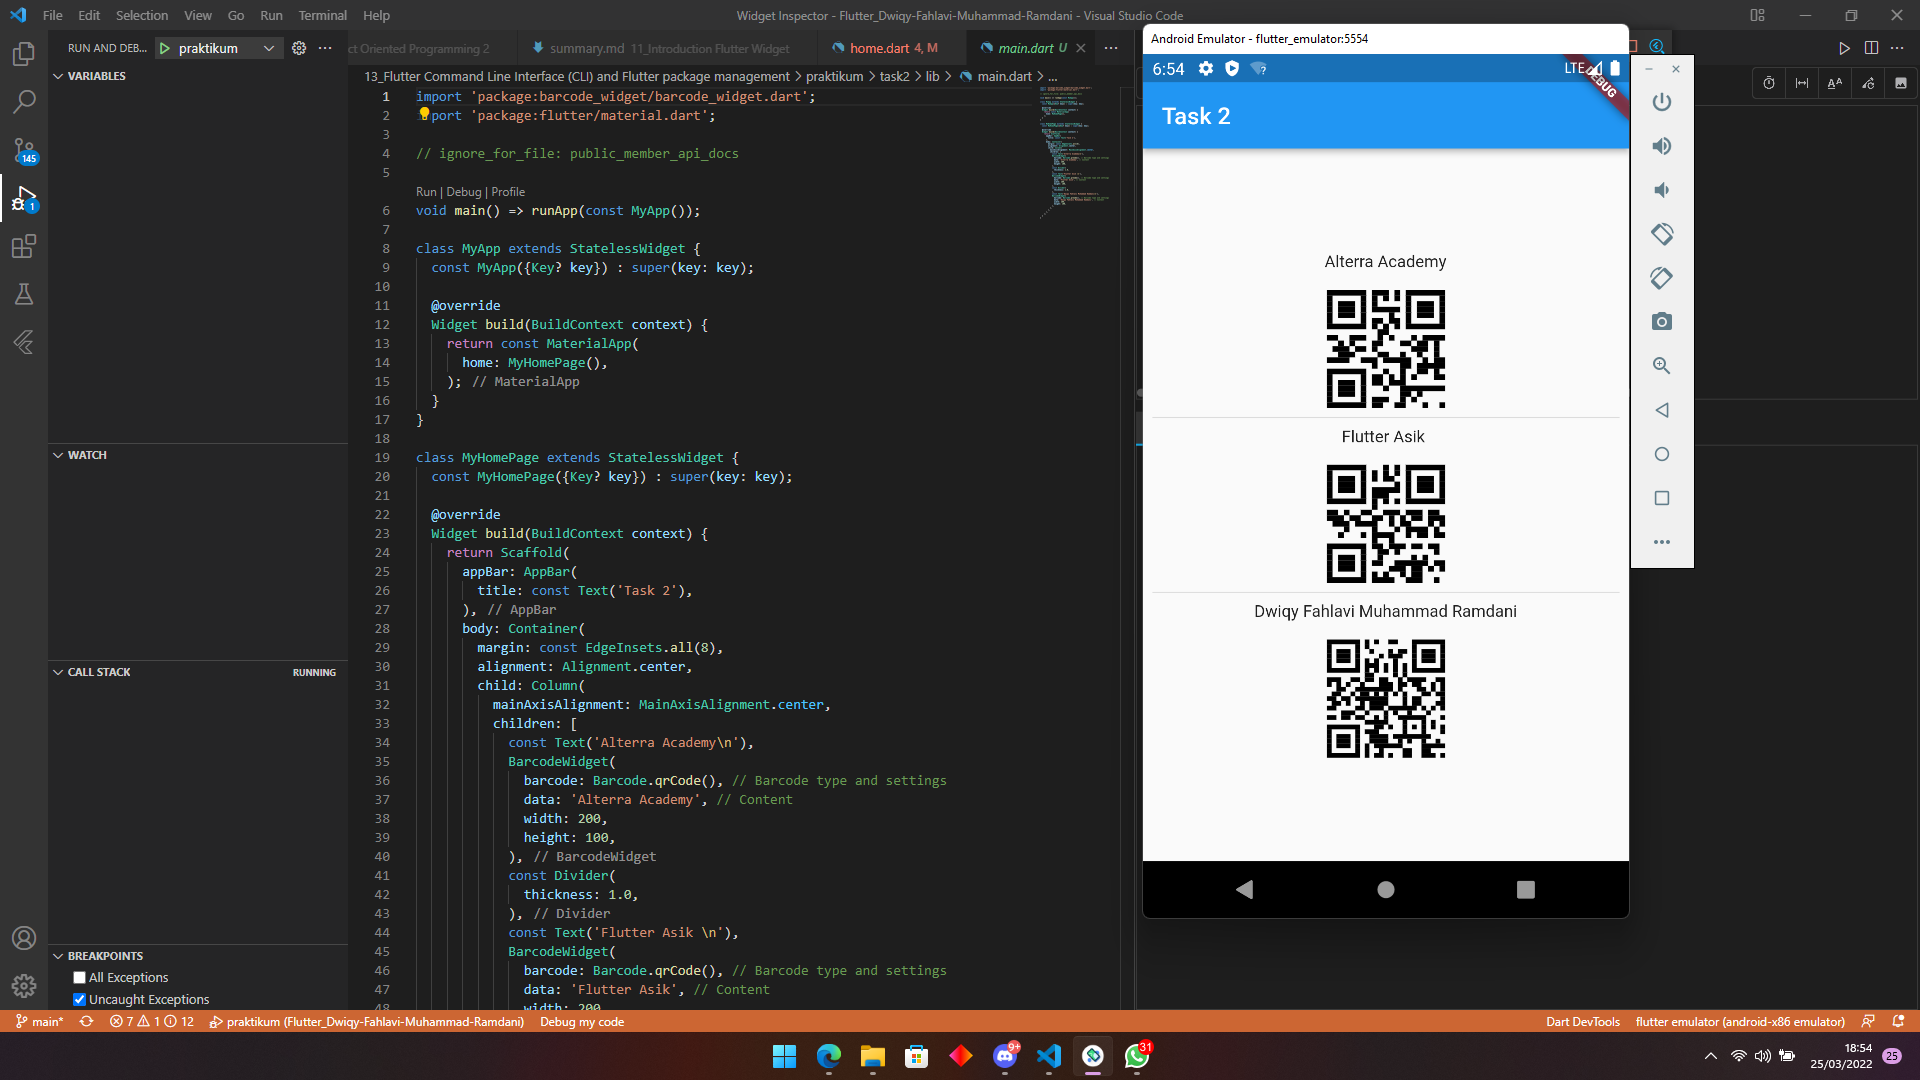 File Edit Selection View Go Run Terminal Help
Widget Inspector - Flutter_Dwiqy-Fahlavi-Muhammad-Ramdani - Visual Studio Code
RUN AND DEB... praktikum
VARIABLES
WATCH
CALL STACK RUNNING
BREAKPOINTS
All Exceptions
Uncaught Exceptions
145
1
ct Oriented Programming 2 summary.md 11_Introduction Flutter Widget home.dart 4, M main.dart U
13_Flutter Command Line Interface (CLI) and Flutter package management > praktikum > task2 > lib > main.dart > ...
1 import 'package:barcode_widget/barcode_widget.dart';
2 port 'package:flutter/material.dart';
3
4 // ignore_for_file: public_member_api_docs
5
Run | Debug | Profile
6 void main() => runApp(const MyApp());
7
8 class MyApp extends StatelessWidget {
9 const MyApp({Key? key}) : super(key: key);
10
11 @override
12 Widget build(BuildContext context) {
13 return const MaterialApp(
14 home: MyHomePage(),
15 ); // MaterialApp
16 }
17 }
18
19 class MyHomePage extends StatelessWidget {
20 const MyHomePage({Key? key}) : super(key: key);
21
22 @override
23 Widget build(BuildContext context) {
24 return Scaffold(
25 appBar: AppBar(
26 title: const Text('Task 2'),
27 ), // AppBar
28 body: Container(
29 margin: const EdgeInsets.all(8),
30 alignment: Alignment.center,
31 child: Column(
32 mainAxisAlignment: MainAxisAlignment.center,
33 children: [
34 const Text('Alterra Academy\n'),
35 BarcodeWidget(
36 barcode: Barcode.qrCode(), // Barcode type and settings
37 data: 'Alterra Academy', // Content
38 width: 200,
39 height: 100,
40 ), // BarcodeWidget
41 const Divider(
42 thickness: 1.0,
43 ), // Divider
44 const Text('Flutter Asik \n'),
45 BarcodeWidget(
46 barcode: Barcode.qrCode(), // Barcode type and settings
47 data: 'Flutter Asik', // Content
48 width: 200
Android Emulator - flutter_emulator:5554
6:54 LTE
DEBUG
Task 2
Alterra Academy
Flutter Asik
Dwiqy Fahlavi Muhammad Ramdani
main* 7 1 12 praktikum (Flutter_Dwiqy-Fahlavi-Muhammad-Ramdani) Debug my code
Dart DevTools flutter emulator (android-x86 emulator)
9+
31
18:54
25/03/2022
25